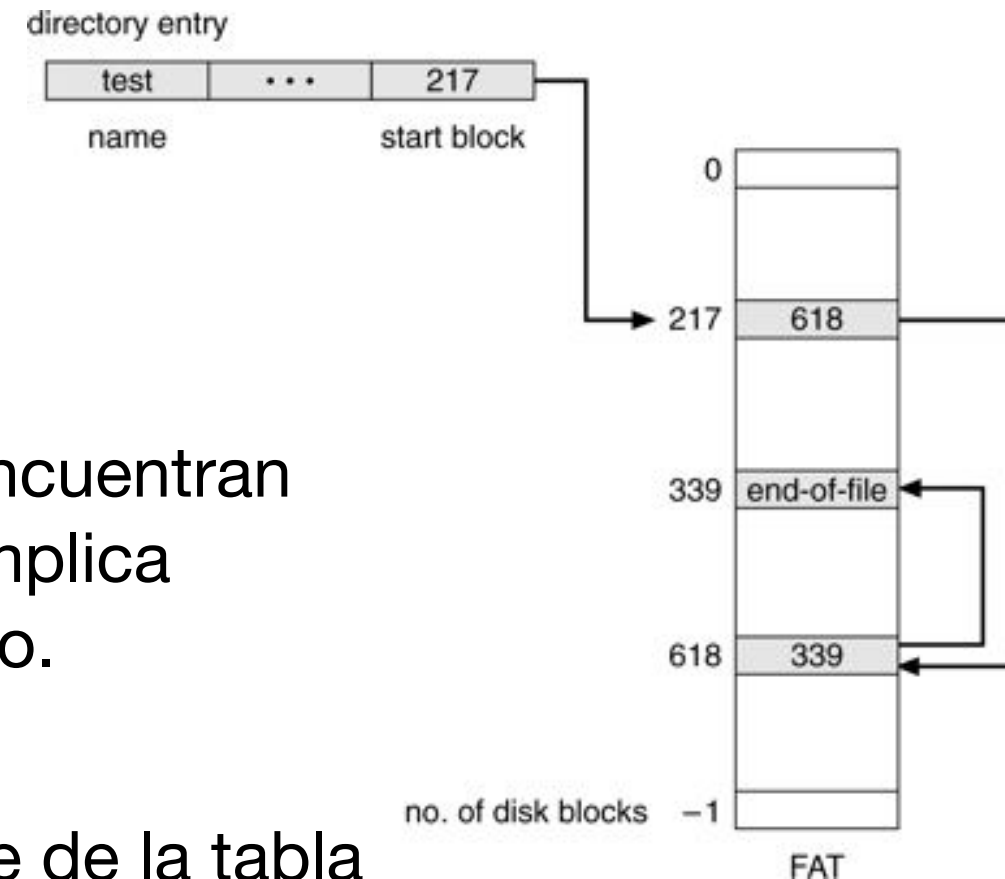 directory entry
test ... 217
name start block
0
217 618
ncuentran
339 end-of-file
nplica
o.
618 339
no. of disk blocks −1
e de la tabla
FAT